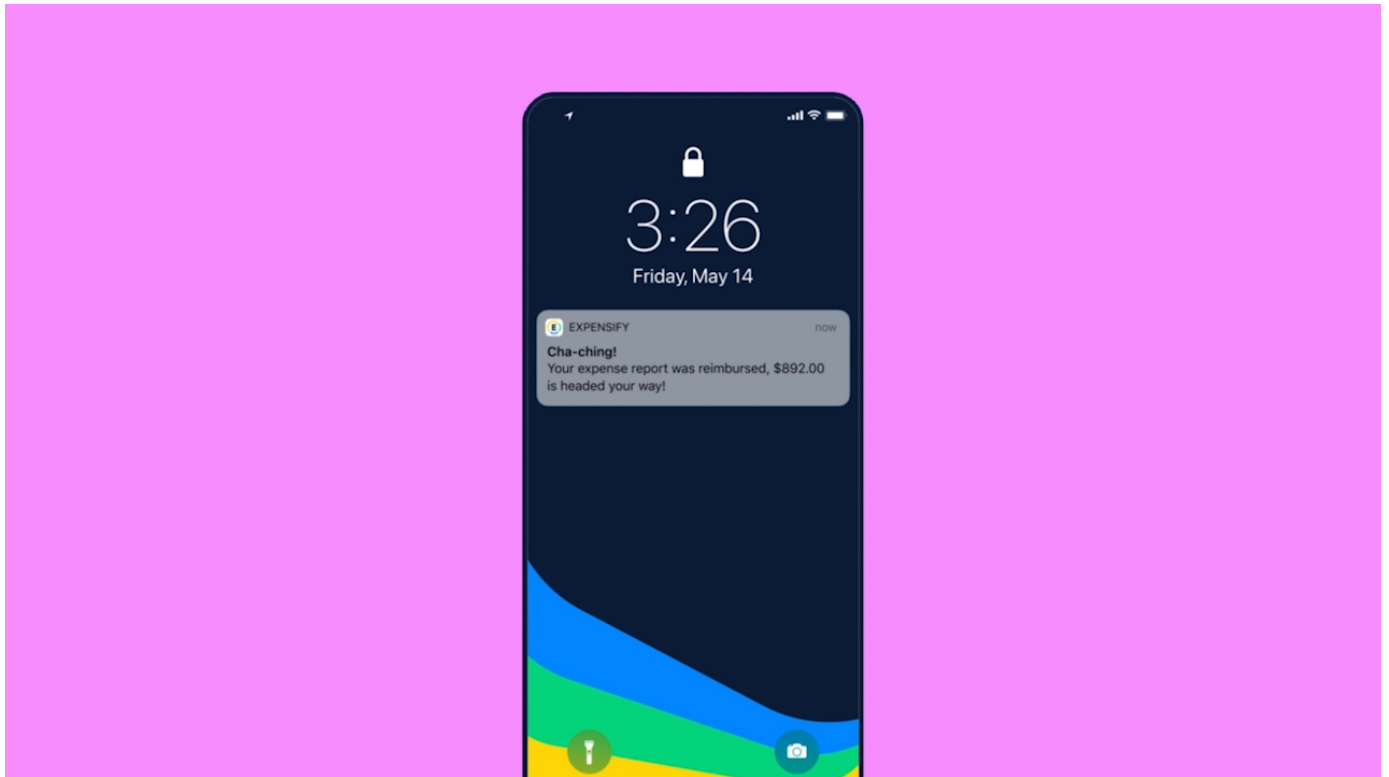 3:26
Friday, May 14
E EXPENSIFY now
Cha-ching!
Your expense report was reimbursed, $892.00
is headed your way!